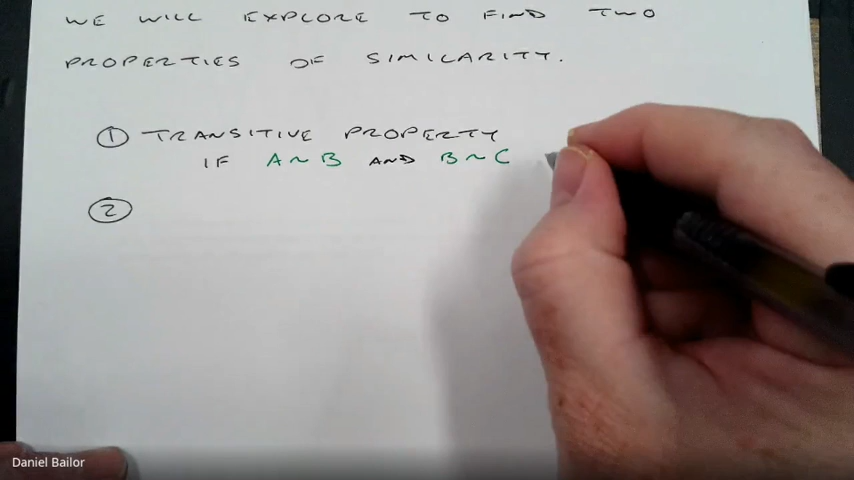 WE WILL EXPLORE TO FIND TWO
PROPERTIES OF SIMILARITY.
① TRANSITIVE PROPERTY
IF A~B AND B~C
②
Daniel Bailor